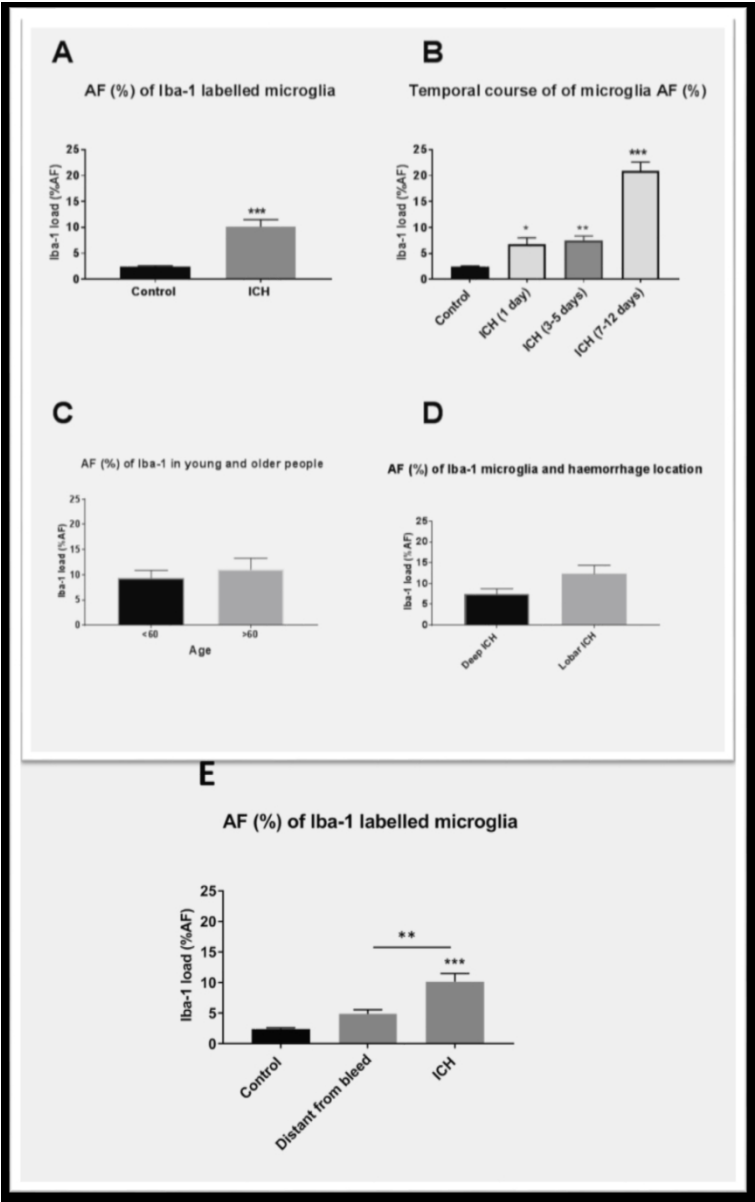 A
AF (%) of Iba-1 labelled microglia
Iba-1 load (%AF)
25
20
15
10
5
0
***
Control
ICH
B
Temporal course of of microglia AF (%)
Iba-1 load (%AF)
25
20
15
10
5
0
*
**
***
Control
ICH (1 day)
ICH (3-5 days)
ICH (7-12 days)
C
AF (%) of Iba-1 in young and older people
Iba-1 load (%AF)
25
20
15
10
5
0
<60
>60
Age
D
AF (%) of Iba-1 microglia and haemorrhage location
Iba-1 load (%AF)
25
20
15
10
5
0
Deep ICH
Lobar ICH
E
AF (%) of Iba-1 labelled microglia
Iba-1 load (%AF)
25
20
15
10
5
0
**
***
Control
Distant from bleed
ICH